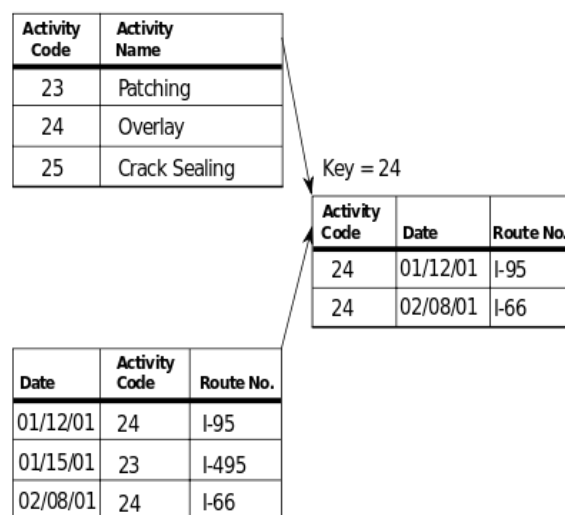 Activity Code Activity Name
23 Patching
24 Overlay
25 Crack Sealing
Key = 24
Activity Code Date Route No.
24 01/12/01 I-95
24 02/08/01 I-66
Date Activity Code Route No.
01/12/01 24 I-95
01/15/01 23 I-495
02/08/01 24 I-66